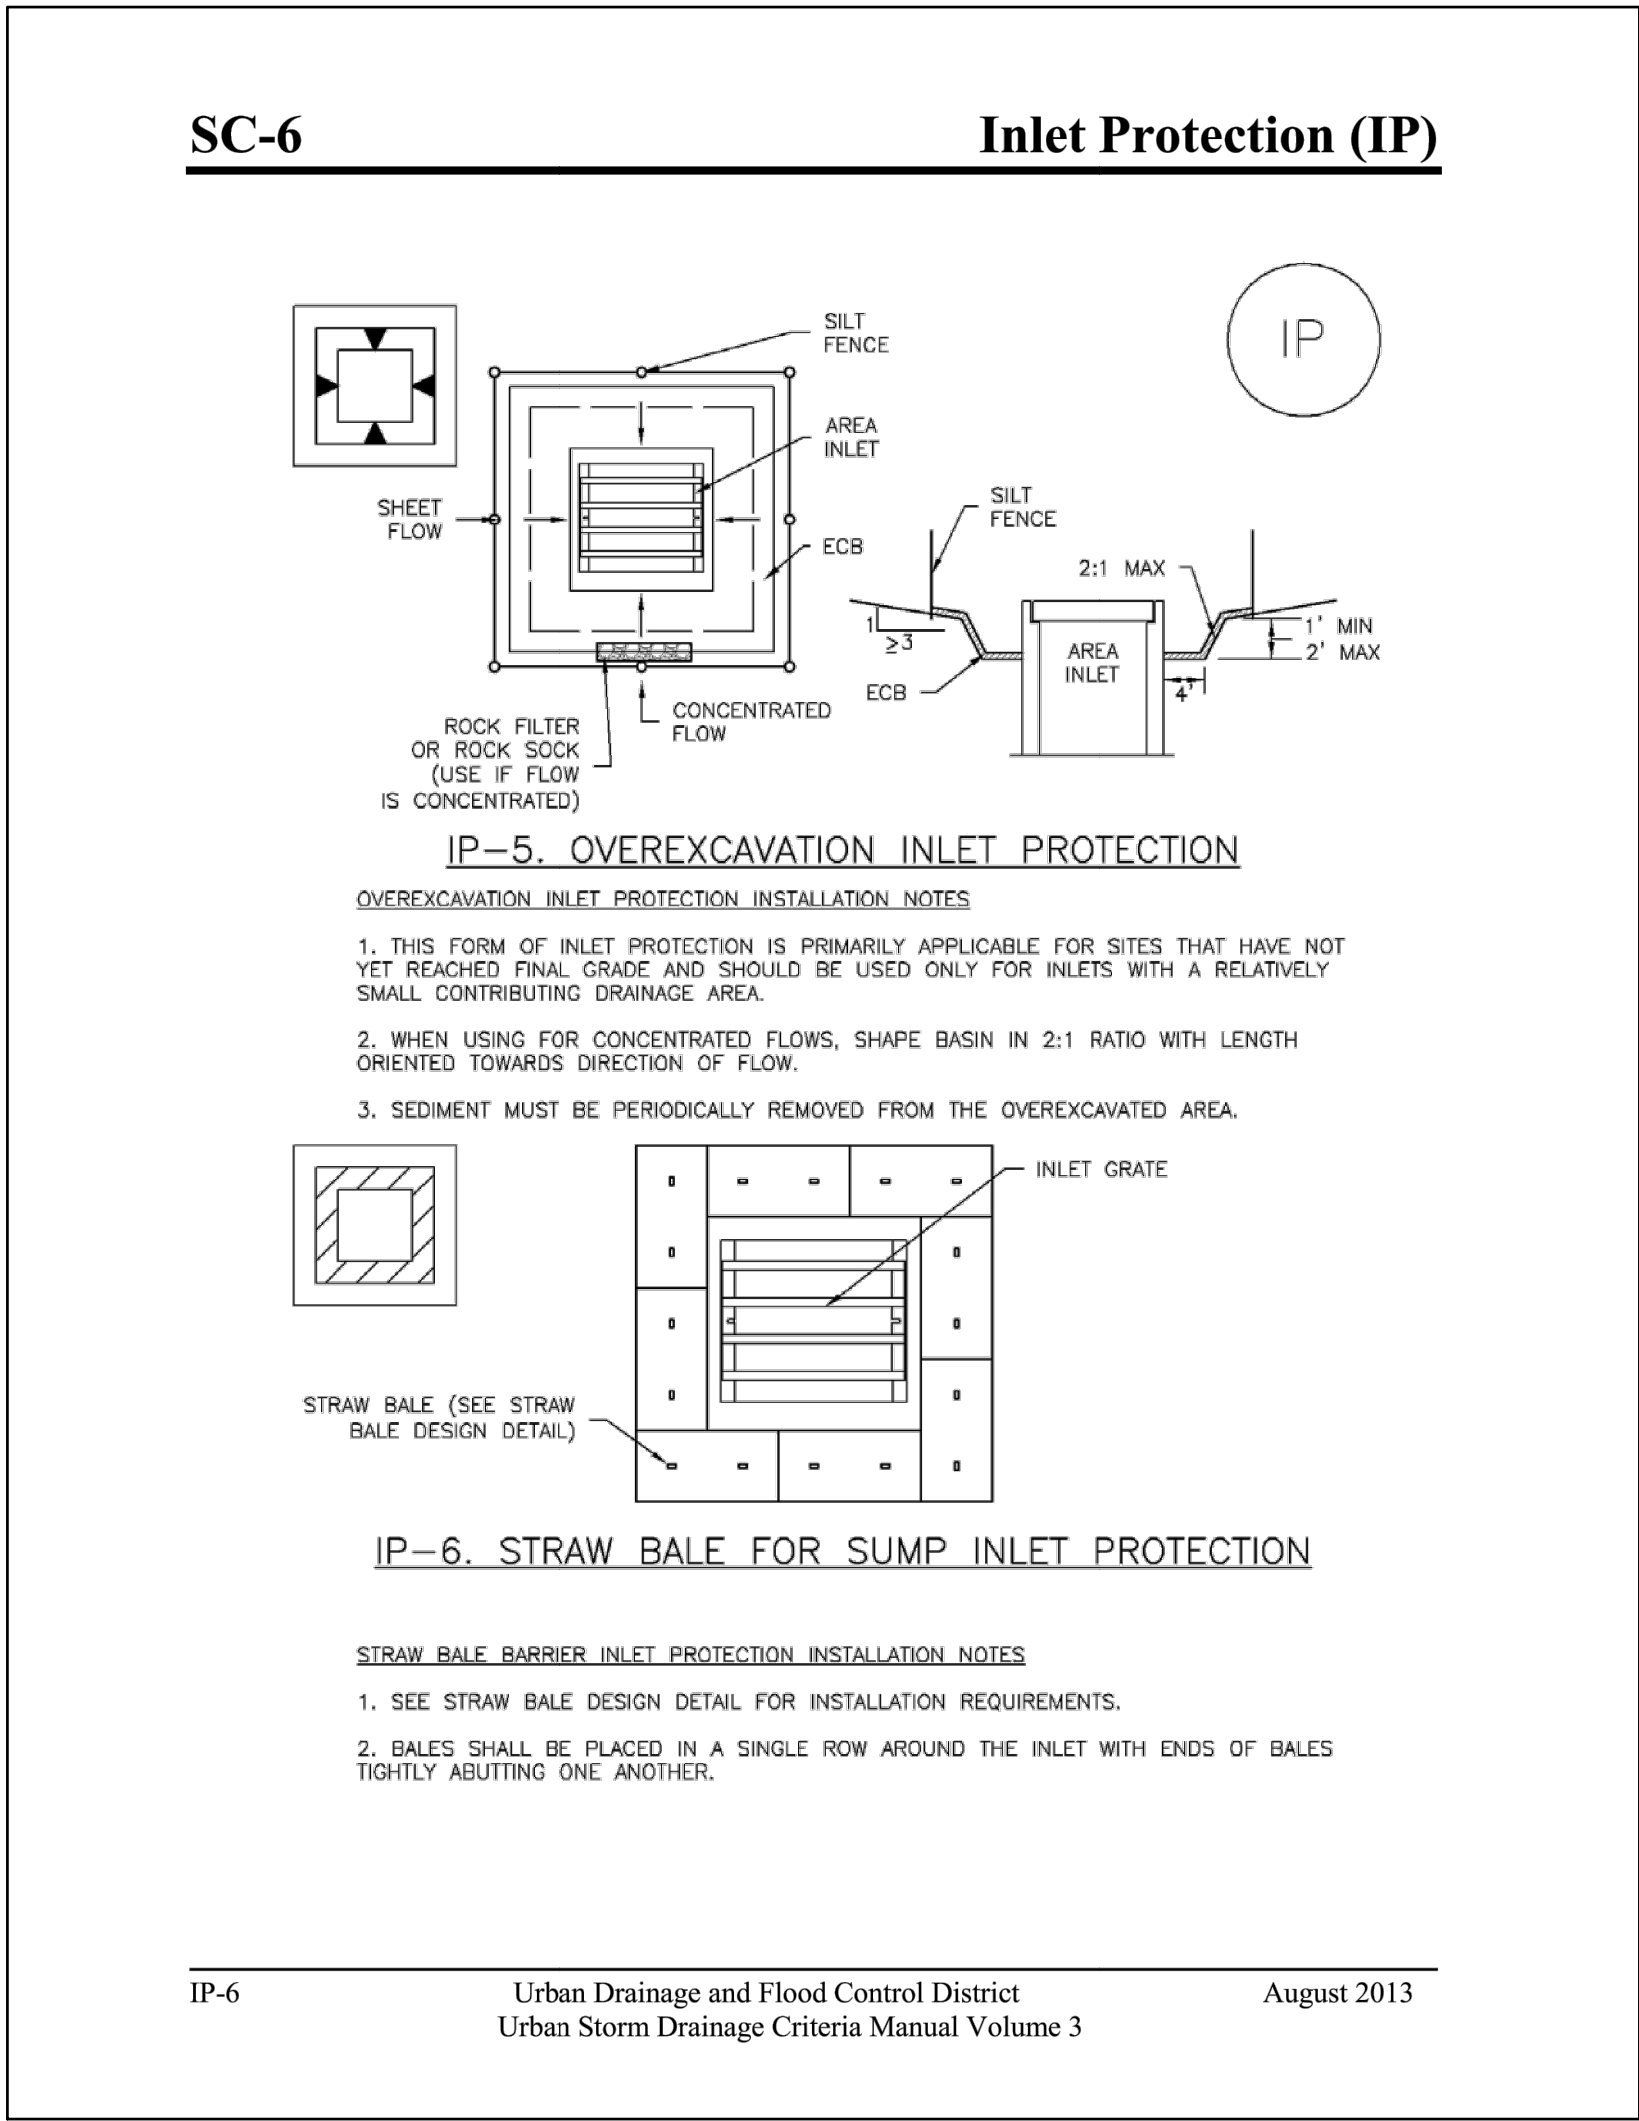 SC-6
Inlet Protection (IP)
IP
SILT
FENCE
AREA
INLET
SHEET
FLOW
ECB
ROCK FILTER
OR ROCK SOCK
(USE IF FLOW
IS CONCENTRATED)
CONCENTRATED
FLOW
SILT
FENCE
2:1 MAX
1
≥3
ECB
AREA
INLET
4'
1' MIN
2' MAX
IP-5. OVEREXCAVATION INLET PROTECTION
OVEREXCAVATION INLET PROTECTION INSTALLATION NOTES
1. THIS FORM OF INLET PROTECTION IS PRIMARILY APPLICABLE FOR SITES THAT HAVE NOT
YET REACHED FINAL GRADE AND SHOULD BE USED ONLY FOR INLETS WITH A RELATIVELY
SMALL CONTRIBUTING DRAINAGE AREA.
2. WHEN USING FOR CONCENTRATED FLOWS, SHAPE BASIN IN 2:1 RATIO WITH LENGTH
ORIENTED TOWARDS DIRECTION OF FLOW.
3. SEDIMENT MUST BE PERIODICALLY REMOVED FROM THE OVEREXCAVATED AREA.
INLET GRATE
STRAW BALE (SEE STRAW
BALE DESIGN DETAIL)
IP-6. STRAW BALE FOR SUMP INLET PROTECTION
STRAW BALE BARRIER INLET PROTECTION INSTALLATION NOTES
1. SEE STRAW BALE DESIGN DETAIL FOR INSTALLATION REQUIREMENTS.
2. BALES SHALL BE PLACED IN A SINGLE ROW AROUND THE INLET WITH ENDS OF BALES
TIGHTLY ABUTTING ONE ANOTHER.
IP-6
Urban Drainage and Flood Control District
August 2013
Urban Storm Drainage Criteria Manual Volume 3